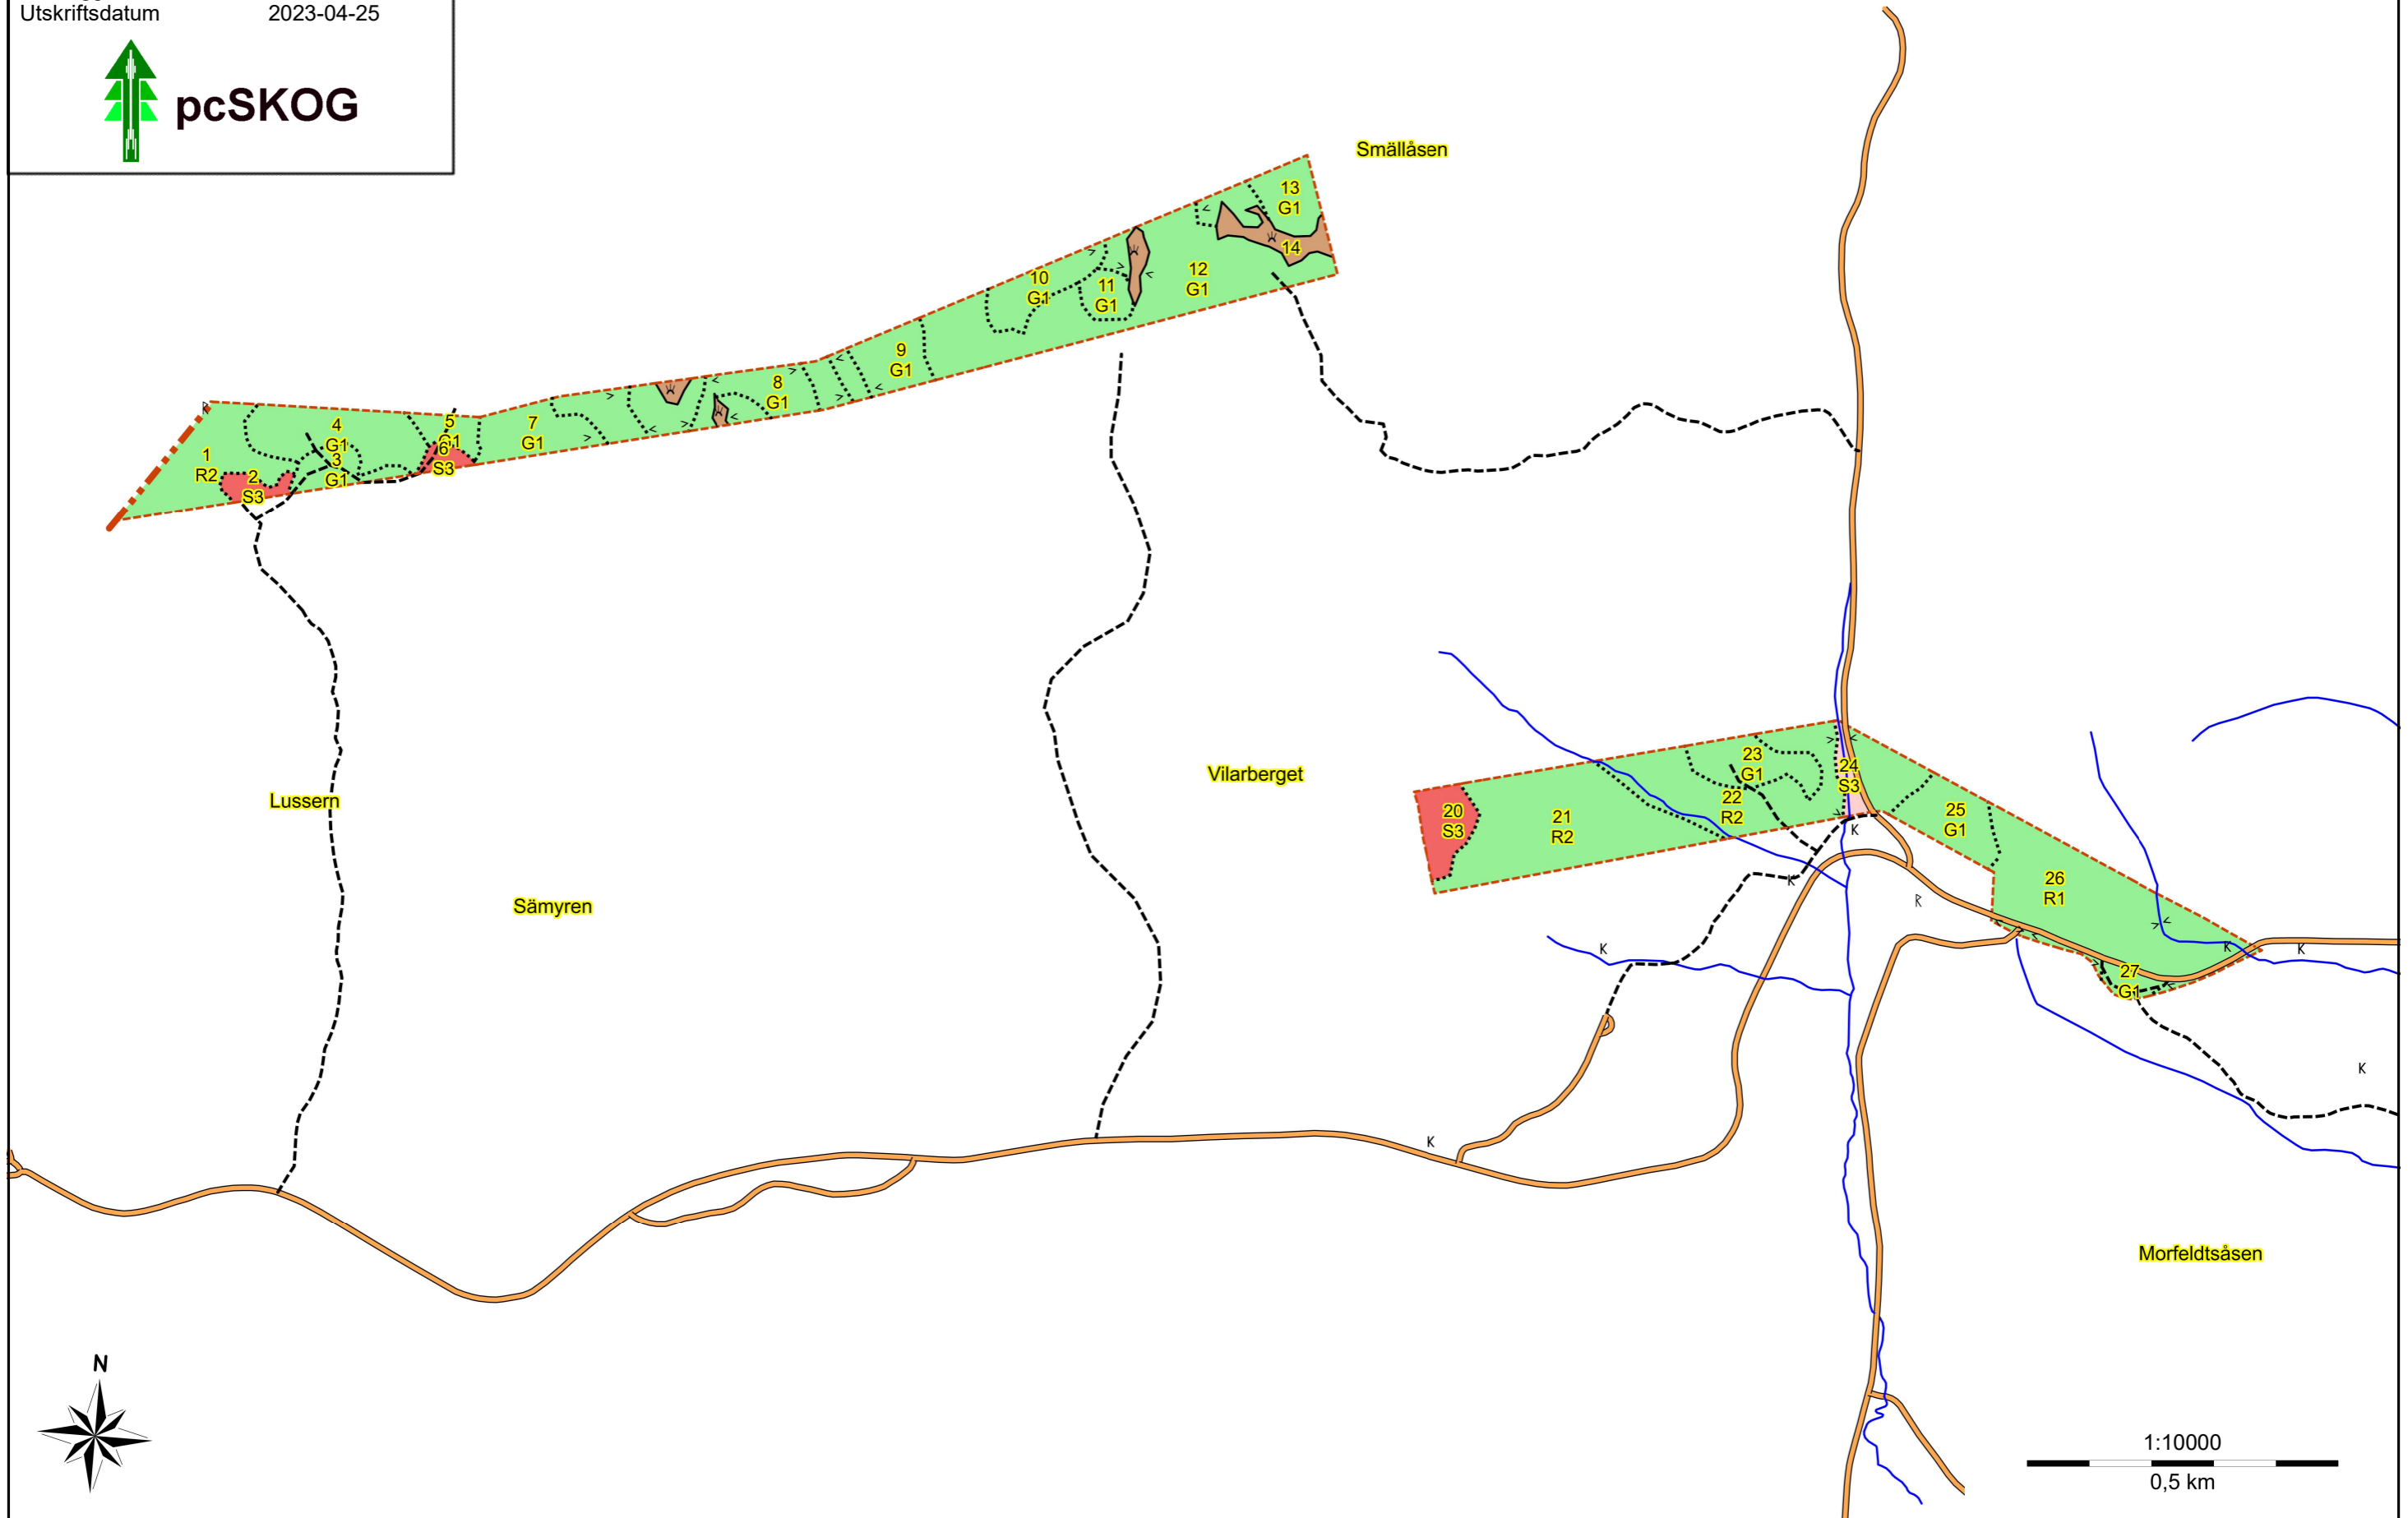 Utskriftsdatum 2023-04-25
pcSKOG
Smällåsen
13
G1
14
12
G1
10
G1
11
G1
9
G1
8
G1
7
G1
5
G1
6
S3
4
G1
3
G1
1
R2
2
S3
R
Lussern
Sämyren
Vilarberget
20
S3
21
R2
22
R2
23
G1
24
S3
25
G1
26
R1
27
G1
K
K
R
K
K
K
K
K
Morfeldtsåsen
N
1:10000
0,5 km